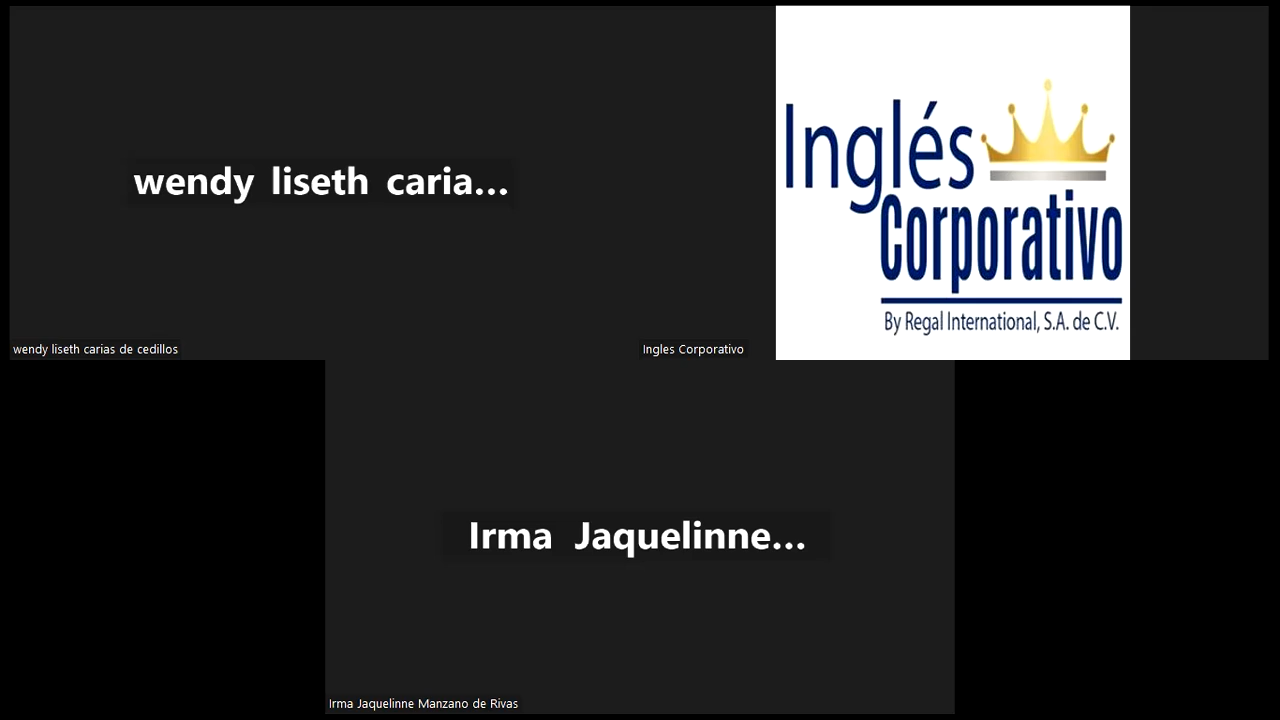 wendy liseth caria...
Inglés
Corporativo
By Regal International, S.A. de C.V.
wendy liseth carias de cedillos
Ingles Corporativo
Irma Jaquelinne...
Irma Jaquelinne Manzano de Rivas